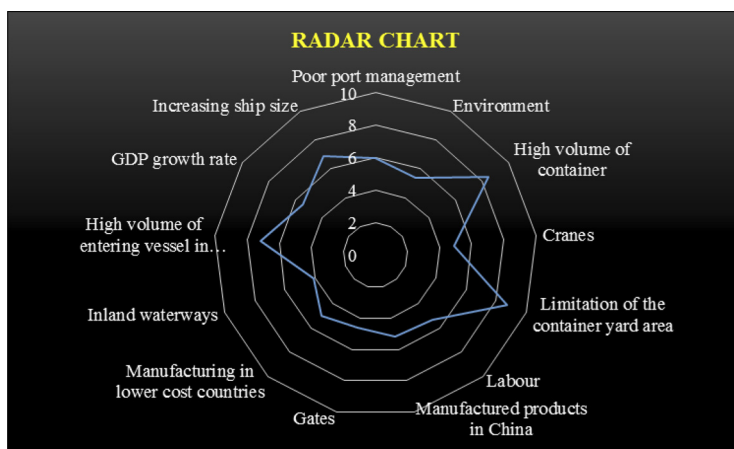 RADAR CHART
Poor port management
Environment
High volume of
container
Cranes
Limitation of the
container yard area
Labour
Manufactured products
in China
Gates
Manufacturing in
lower cost countries
Inland waterways
High volume of
entering vessel in…
GDP growth rate
Increasing ship size
10
8
6
4
2
0